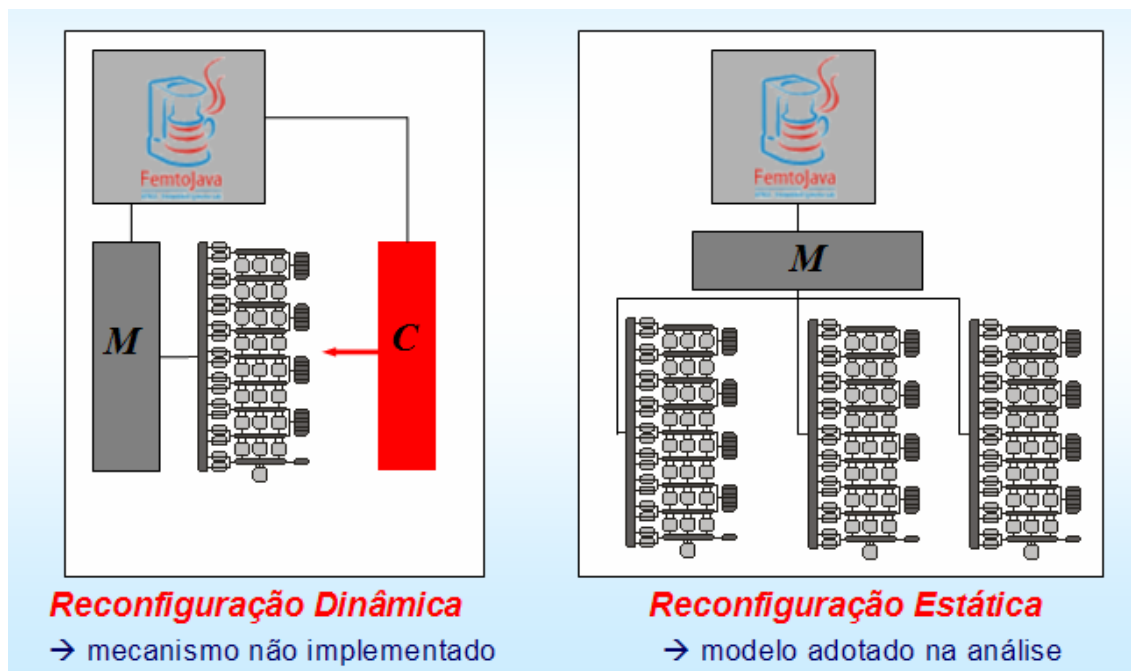 FemtoJava
M
C
Reconfiguração Dinâmica
→ mecanismo não implementado
FemtoJava
M
Reconfiguração Estática
→ modelo adotado na análise